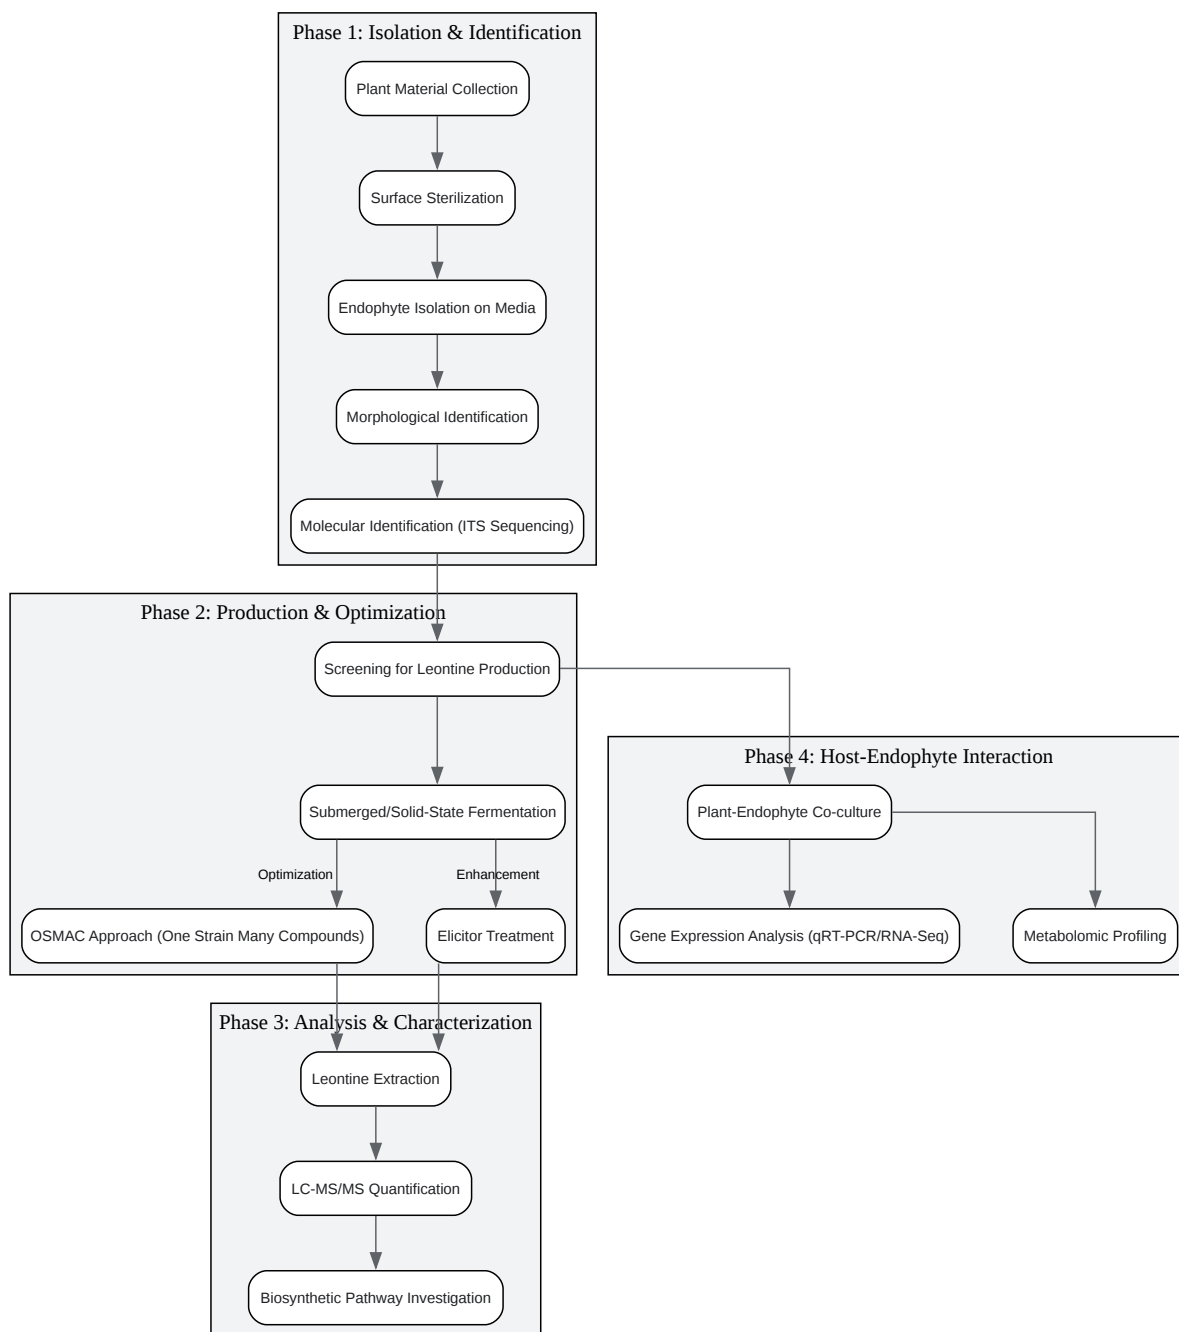 Phase 1: Isolation & Identification
Plant Material Collection
Surface Sterilization
Endophyte Isolation on Media
Morphological Identification
Molecular Identification (ITS Sequencing)
Phase 2: Production & Optimization
Screening for Leontine Production
Submerged/Solid-State Fermentation
Optimization
Enhancement
OSMAC Approach (One Strain Many Compounds)
Elicitor Treatment
Phase 4: Host-Endophyte Interaction
Plant-Endophyte Co-culture
Gene Expression Analysis (qRT-PCR/RNA-Seq)
Metabolomic Profiling
Phase 3: Analysis & Characterization
Leontine Extraction
LC-MS/MS Quantification
Biosynthetic Pathway Investigation